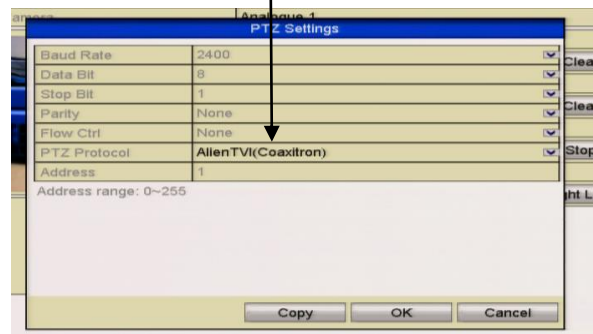 Analogue 1
PTZ Settings
Baud Rate 2400
Data Bit 8
Stop Bit 1
Parity None
Flow Ctrl None
PTZ Protocol AlienTVI(Coaxitron)
Address 1
Address range: 0~255
Copy OK Cancel
Clea
Clea
Stop
ght L